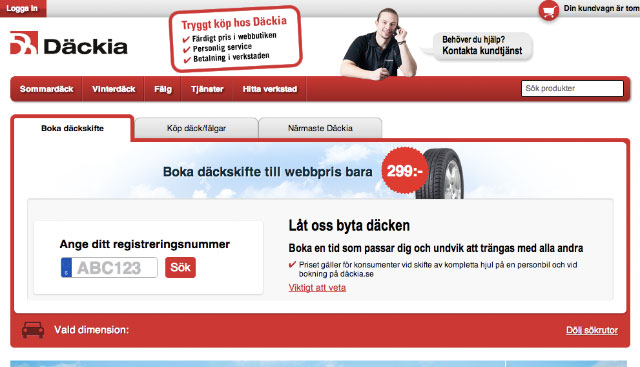 Logga in
Din kundvagn är tom
Däckia
Tryggt köp hos Däckia
Färdigt pris i webbutiken
Personlig service
Betalning i verkstaden
Behöver du hjälp?
Kontakta kundtjänst
Sommardäck Vinterdäck Fälg Tjänster Hitta verkstad Sök produkter
Boka däckskifte Köp däck/fälgar Närmaste Däckia
Boka däckskifte till webbpris bara 299:-
Låt oss byta däcken
Ange ditt registreringsnummer
Boka en tid som passar dig och undvik att trängas med alla andra
ABC123 Sök
Priset gäller för konsumenter vid skifte av kompletta hjul på en personbil och vid
bokning på däckia.se
Viktigt att veta
Vald dimension: Dölj sökrutor